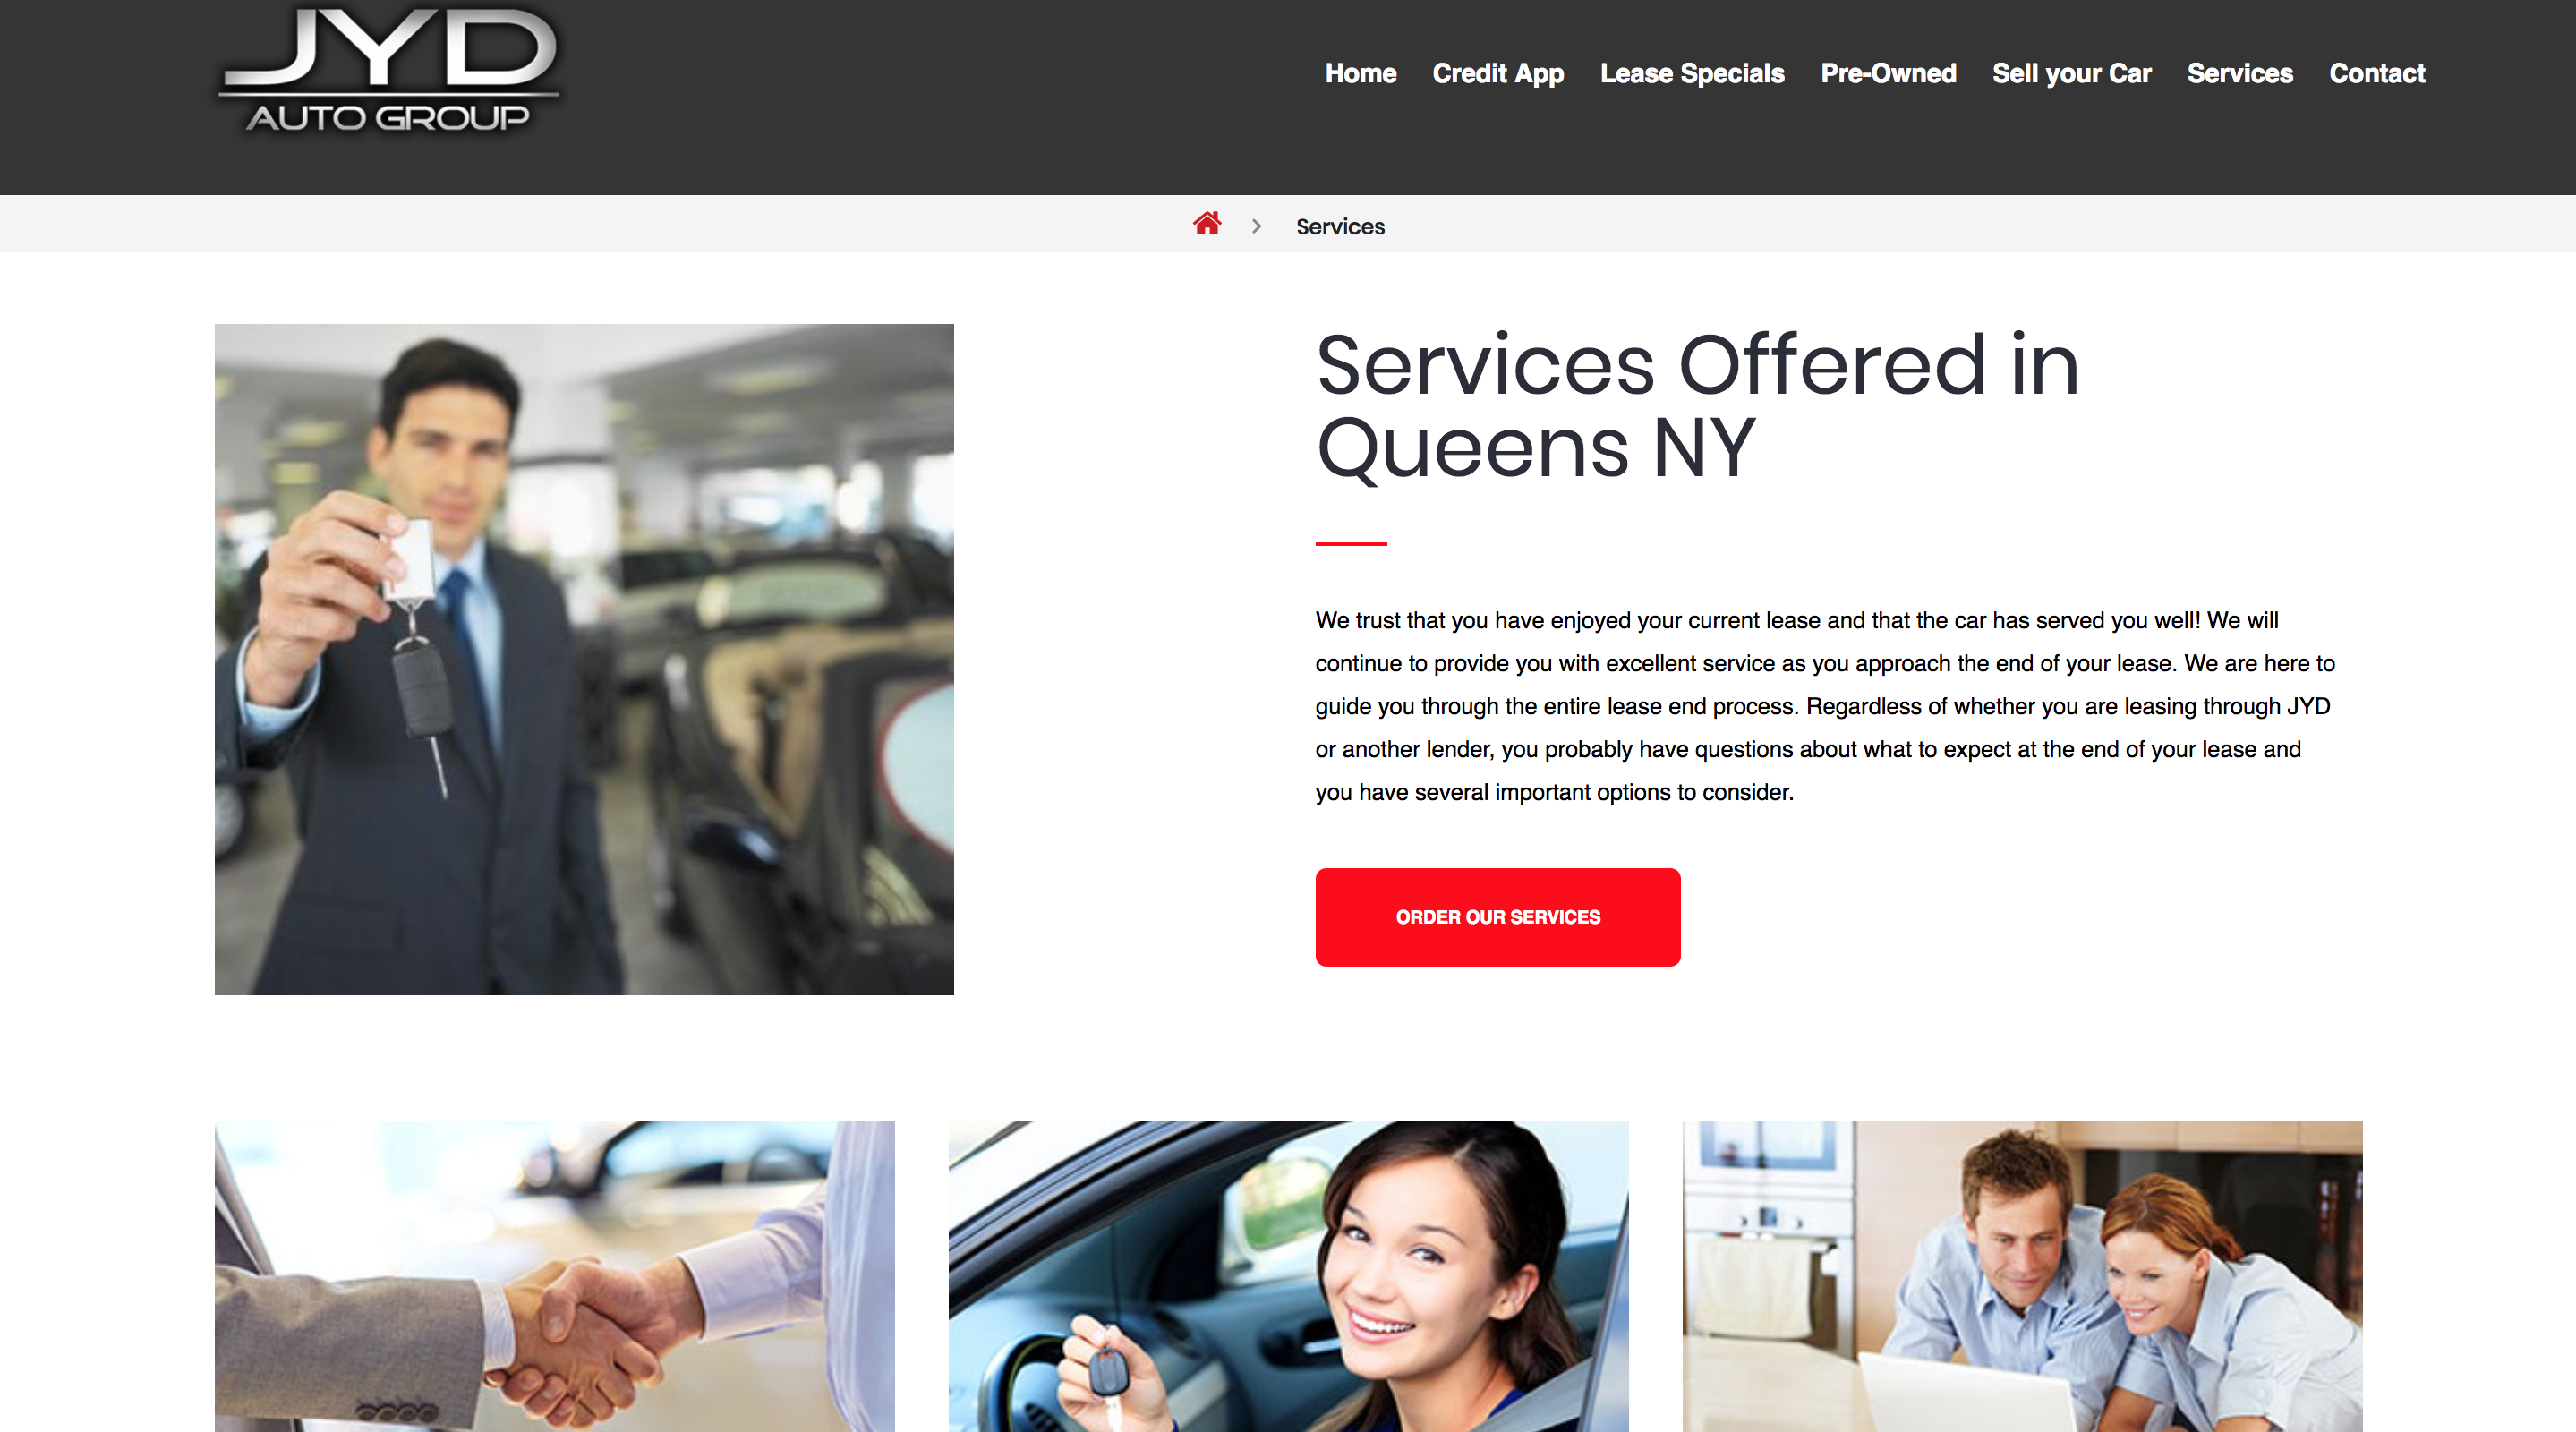 JYD
AUTO GROUP
Home Credit App Lease Specials Pre-Owned Sell your Car Services Contact
Services
Services Offered in
Queens NY
We trust that you have enjoyed your current lease and that the car has served you well! We will
continue to provide you with excellent service as you approach the end of your lease. We are here to
guide you through the entire lease end process. Regardless of whether you are leasing through JYD
or another lender, you probably have questions about what to expect at the end of your lease and
you have several important options to consider.
ORDER OUR SERVICES